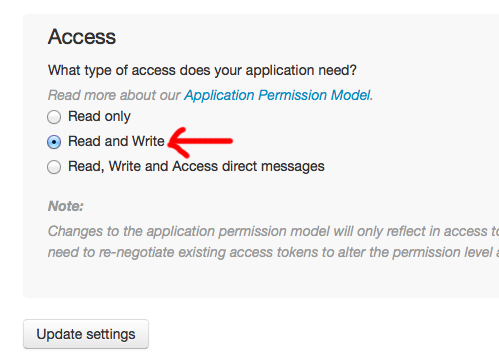 Access
What type of access does your application need?
Read more about our Application Permission Model.
Read only
Read and Write
Read, Write and Access direct messages
Note:
Changes to the application permission model will only reflect in access to
need to re-negotiate existing access tokens to alter the permission level a
Update settings